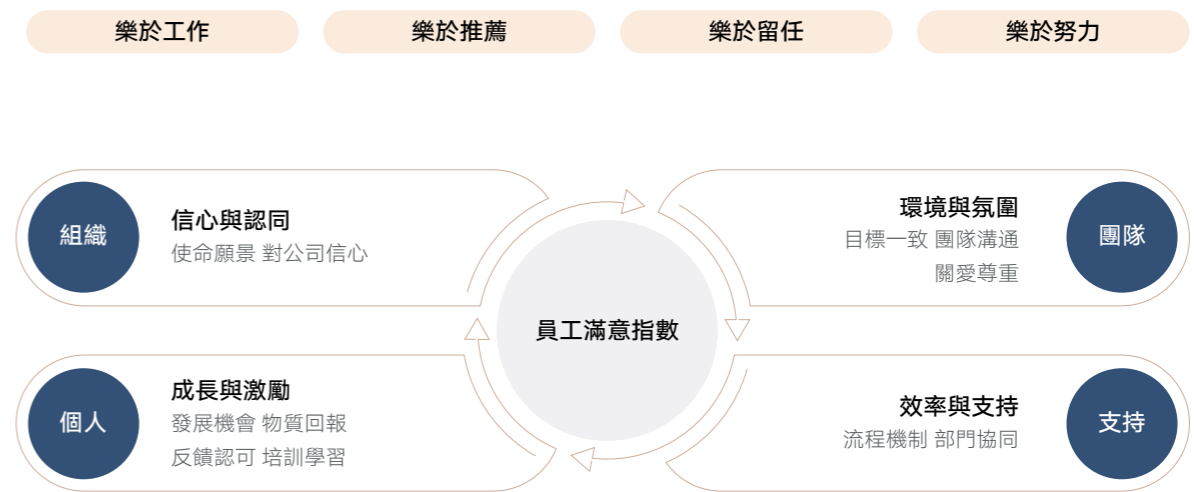 樂於工作
樂於推薦
樂於留任
樂於努力
組織
信心與認同
使命願景 對公司信心
環境與氛圍
目標一致 團隊溝通
關愛尊重
團隊
員工滿意指數
個人
成長與激勵
發展機會 物質回報
反饋認可 培訓學習
效率與支持
流程機制 部門協同
支持